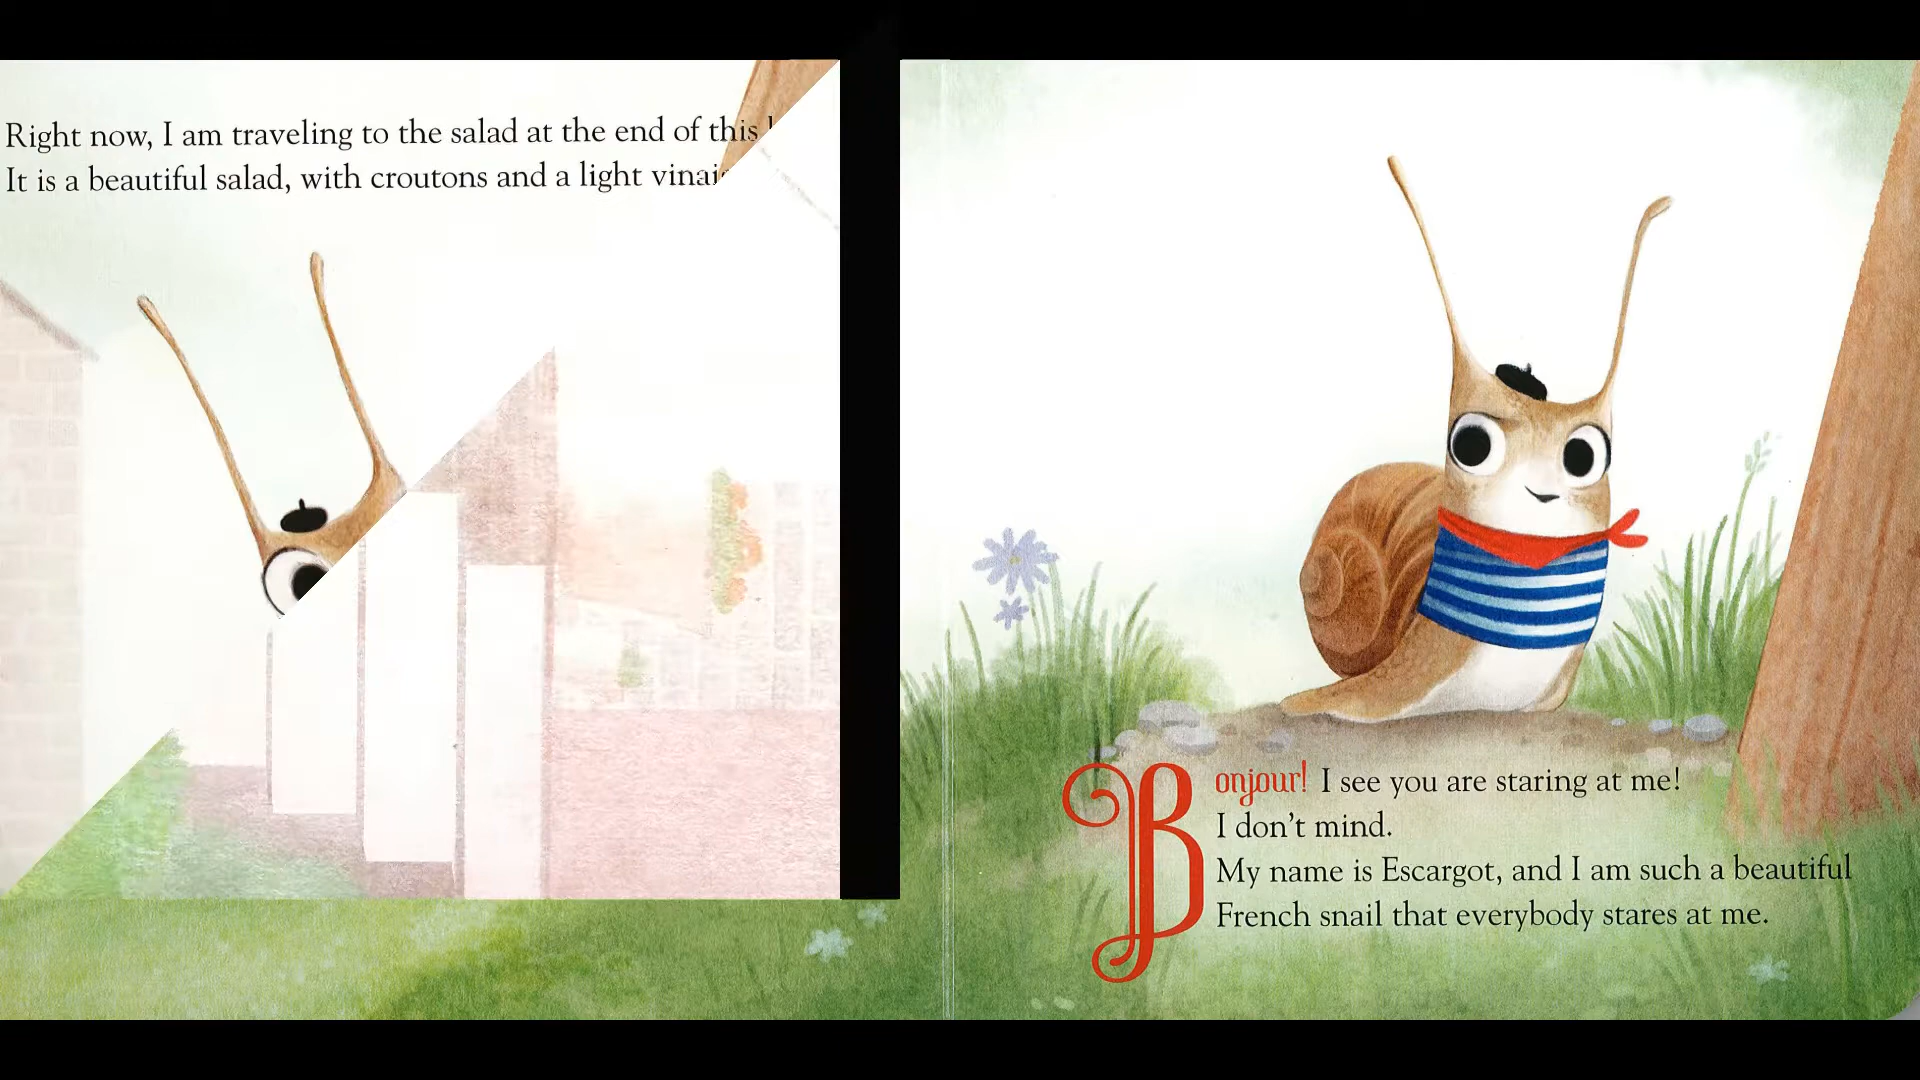 Right now, I am traveling to the salad at the end of this
It is a beautiful salad, with croutons and a light
Bonjour! I see you are staring at me!
I don't mind.
My name is Escargot, and I am such a beautiful
French snail that everybody stares at me.